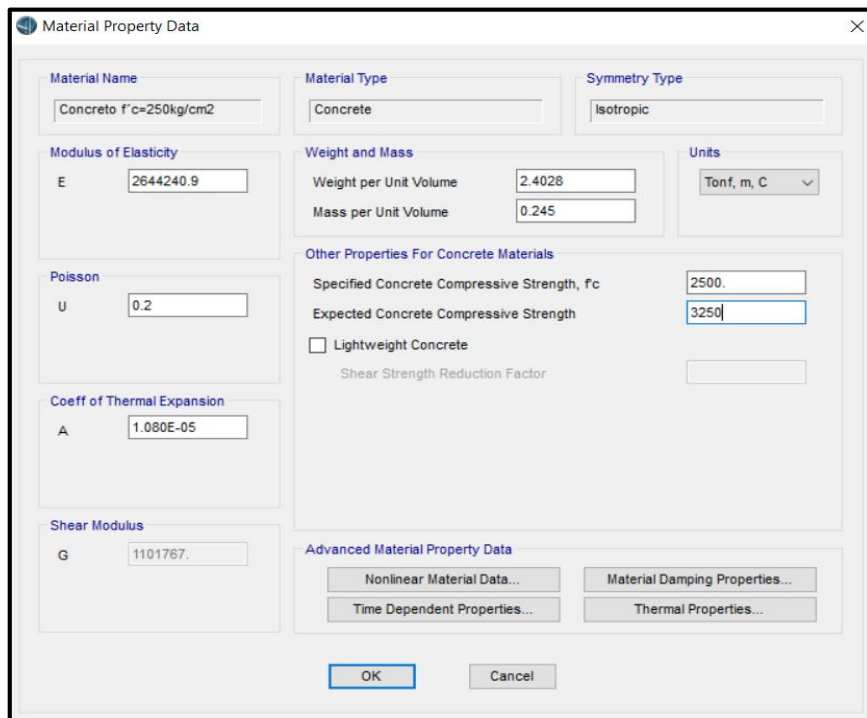 Material Property Data
Material Name
Concreto f´c=250kg/cm2
Material Type
Concrete
Symmetry Type
Isotropic
Modulus of Elasticity
E 2644240.9
Weight and Mass
Weight per Unit Volume 2.4028
Mass per Unit Volume 0.245
Units
Tonf, m, C
Poisson
U 0.2
Other Properties For Concrete Materials
Specified Concrete Compressive Strength, f'c 2500.
Expected Concrete Compressive Strength 3250
Lightweight Concrete
Shear Strength Reduction Factor
Coeff of Thermal Expansion
A 1.080E-05
Shear Modulus
G 1101767.
Advanced Material Property Data
Nonlinear Material Data... Material Damping Properties...
Time Dependent Properties... Thermal Properties...
OK Cancel